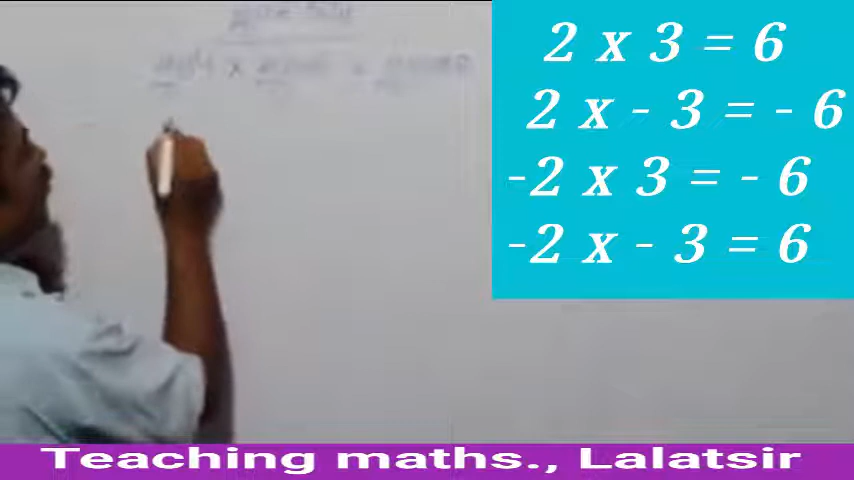 2 x 3 = 6
2 x - 3 = - 6
-2 x 3 = - 6
-2 x - 3 = 6
Teaching maths., Lalatsir